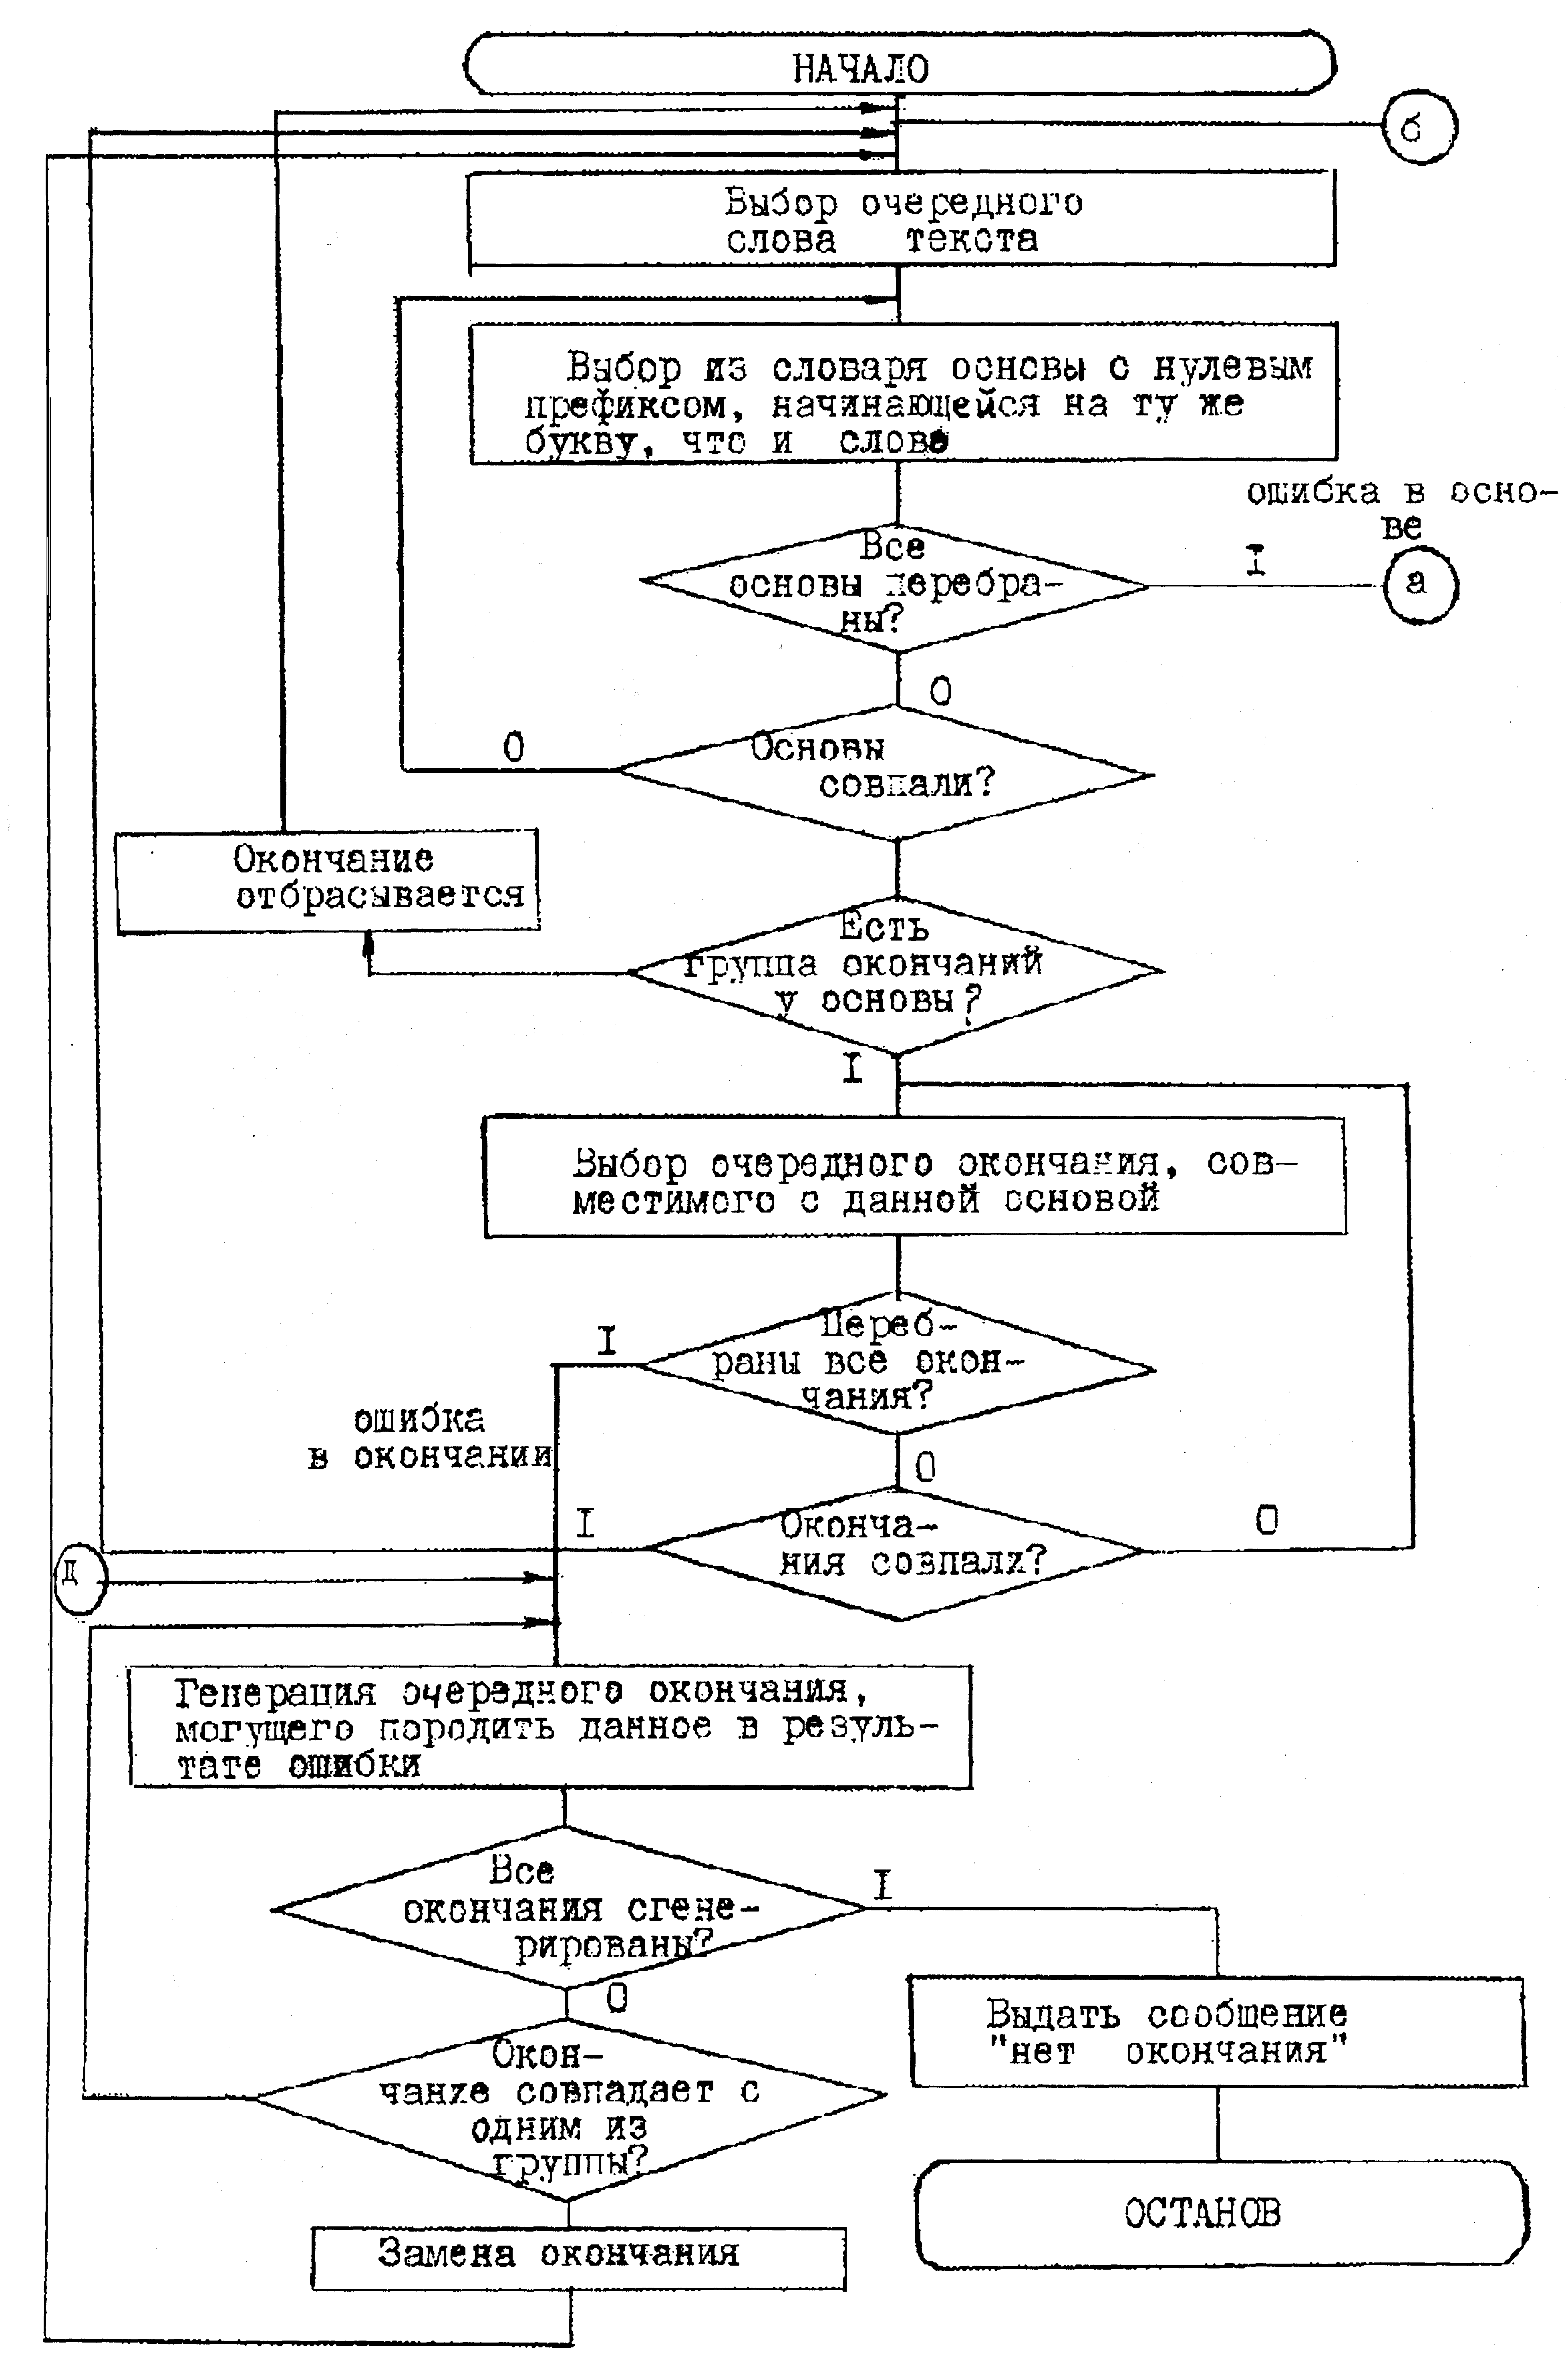 НАЧАЛО
б
Выбор очередного
слова текста
Выбор из словаря основы с нулевым
префиксом, начинающейся на ту же
букву, что и слово
ошибка в осно-
ве
Все
основы перебра-
ны?
I
а
0
Основы
совпали?
0
Окончание
отбрасывается
Есть
группа окончаний
у основы?
I
Выбор очередного окончания, сов-
местимого с данной основой
Переб-
раны все окон-
чания?
I
ошибка
в окончании
0
Оконча-
ния совпали?
I
0
Д
Генерация очередного окончания,
могущего породить данное в резуль-
тате ошибки
Все
окончания сгене-
рированы?
I
0
Выдать сообщение
"нет окончания"
Окон-
чание совпадает с
одним из
группы?
ОСТАНОВ
Замена окончания